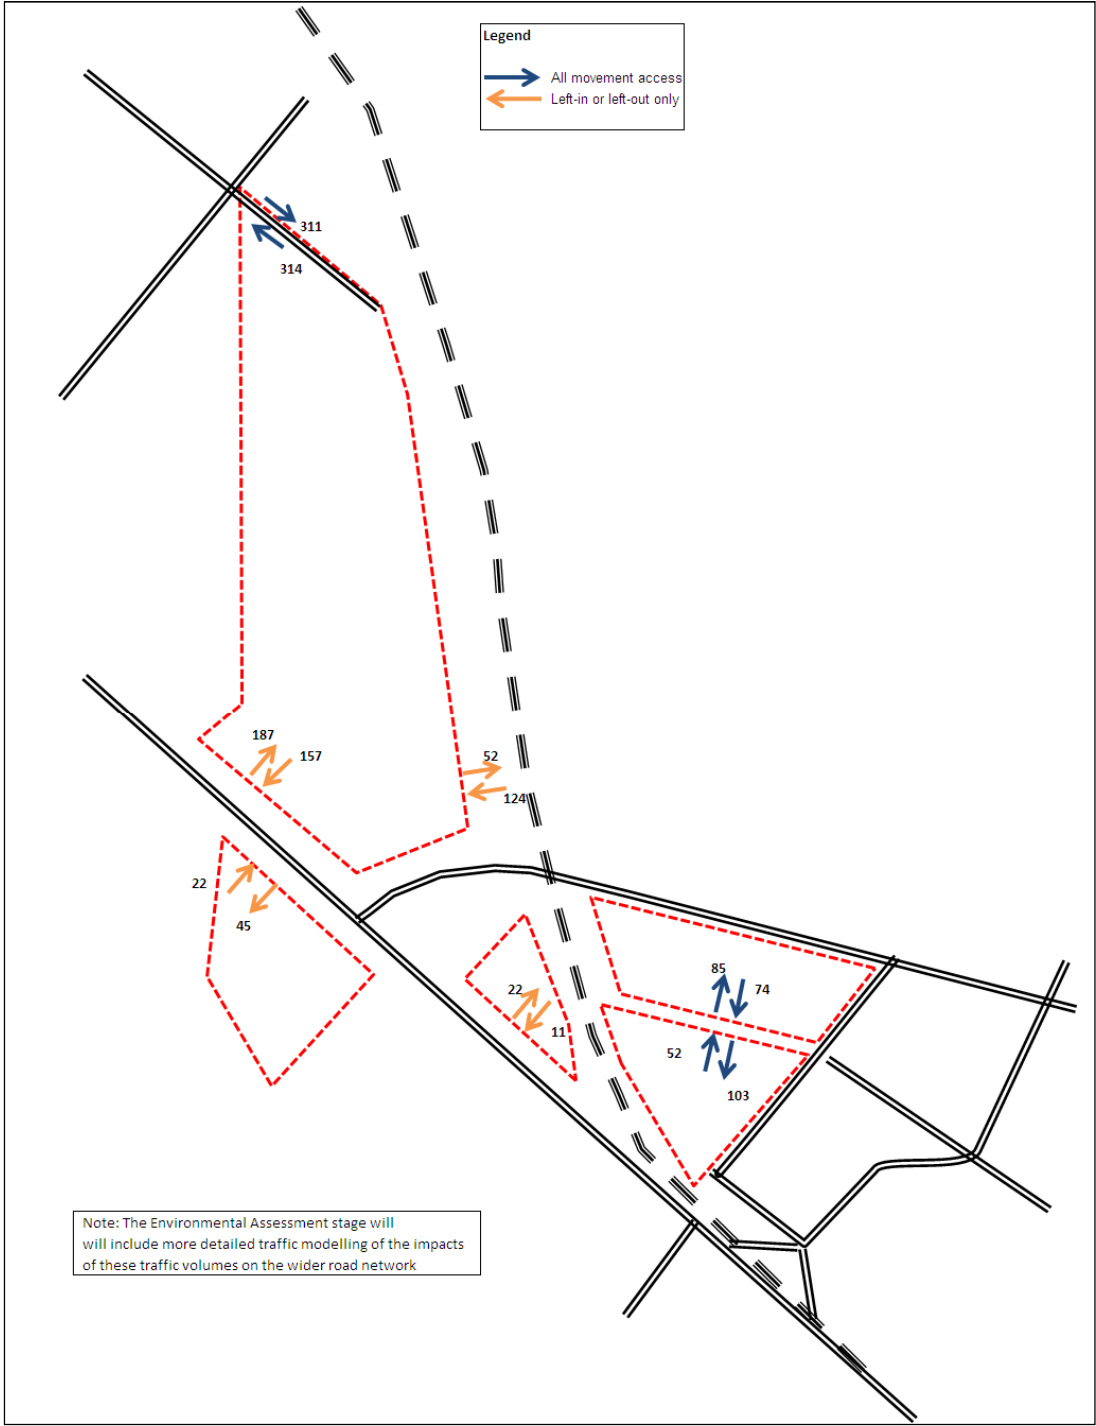 Legend
All movement access
Left-in or left-out only
311
314
187
157
52
124
22
45
85
74
22
11
52
103
Note: The Environmental Assessment stage will
will include more detailed traffic modelling of the impacts
of these traffic volumes on the wider road network